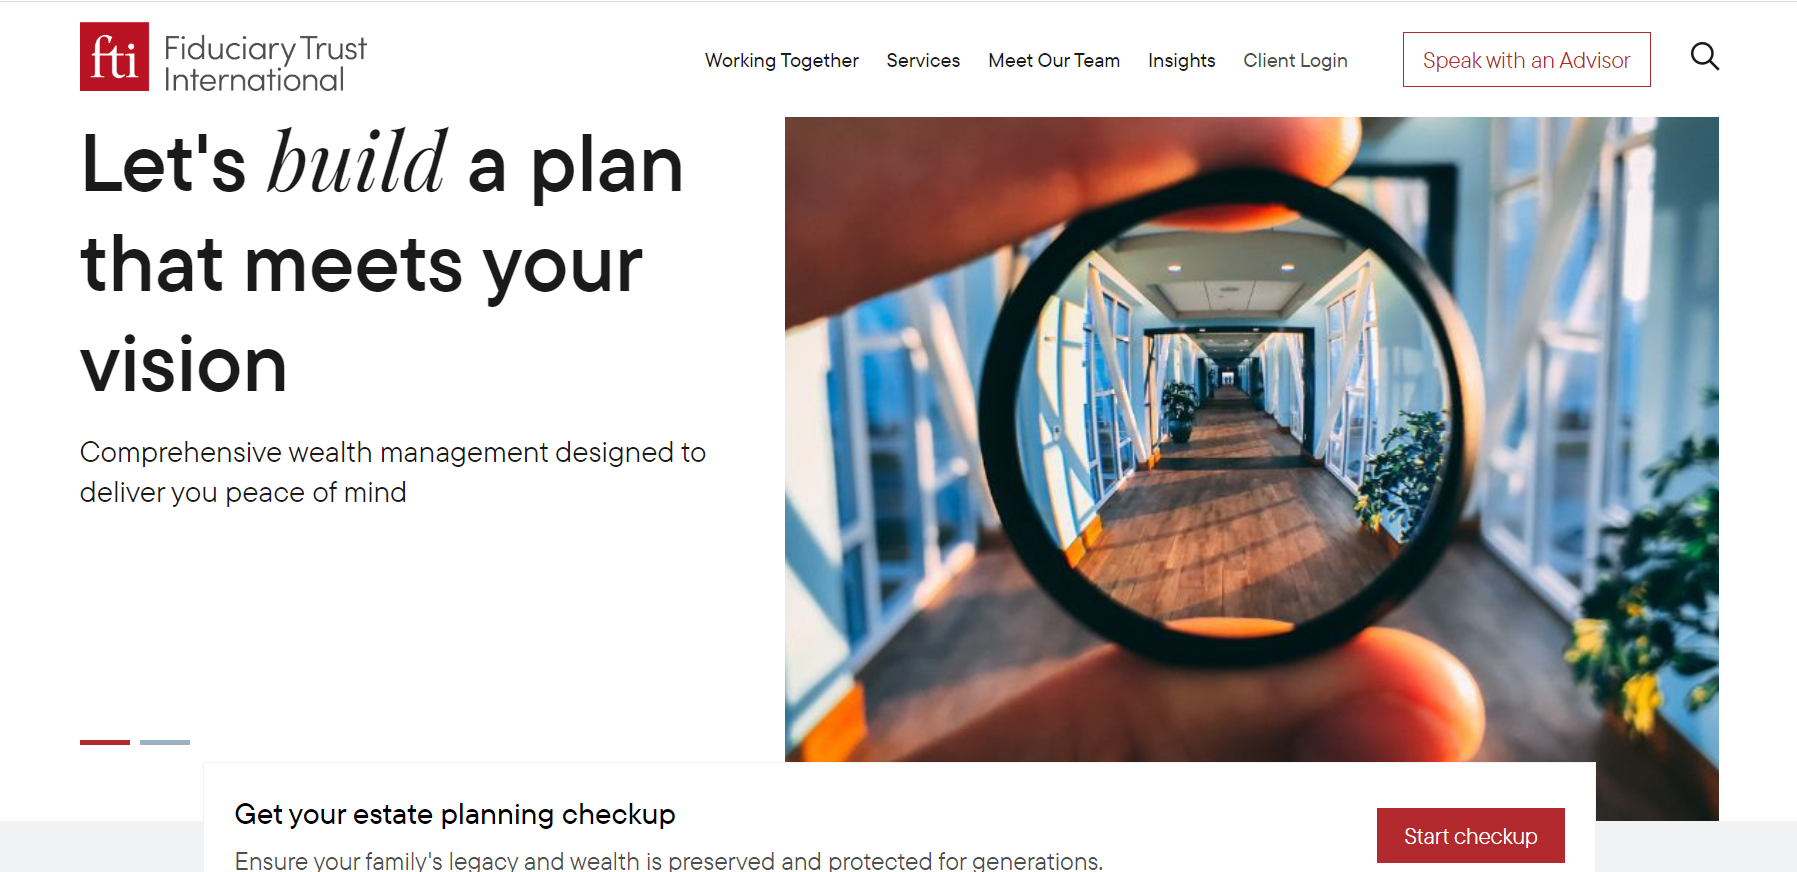 fti
Fiduciary Trust
International
Working Together
Services
Meet Our Team
Insights
Client Login
Speak with an Advisor
Let's build a plan
that meets your
vision
Comprehensive wealth management designed to
deliver you peace of mind
Get your estate planning checkup
Ensure your family's legacy and wealth is preserved and protected for generations.
Start checkup